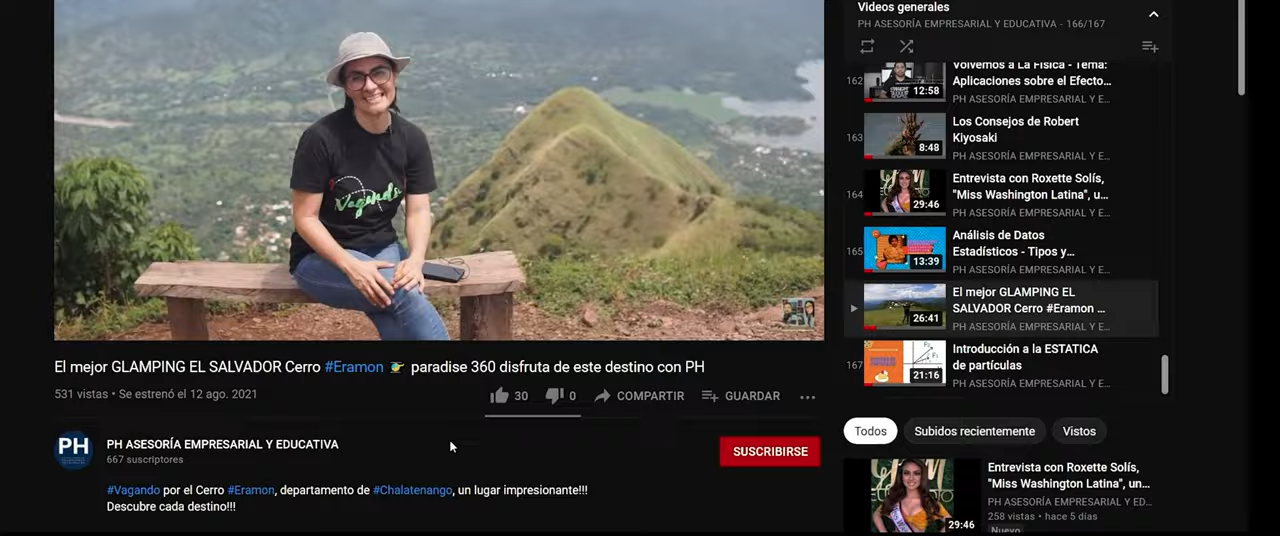 Vagando
El mejor GLAMPING EL SALVADOR Cerro #Eramon paradise 360 disfruta de este destino con PH
531 vistas • Se estrenó el 12 ago. 2021
30
0
COMPARTIR
GUARDAR
PH
PH ASESORÍA EMPRESARIAL Y EDUCATIVA
667 suscriptores
SUSCRIBIRSE
#Vagando por el Cerro #Eramon, departamento de #Chalatenango, un lugar impresionante!!!
Descubre cada destino!!!
Videos generales
PH ASESORÍA EMPRESARIAL Y EDUCATIVA - 166/167
162
12:58
Volvemos a La Física - Tema:
Aplicaciones sobre el Efecto...
PH ASESORÍA EMPRESARIAL Y E...
163
8:48
Los Consejos de Robert
Kiyosaki
PH ASESORÍA EMPRESARIAL Y E...
164
29:46
Entrevista con Roxette Solís,
"Miss Washington Latina", u...
PH ASESORÍA EMPRESARIAL Y E...
165
13:39
Análisis de Datos
Estadísticos - Tipos y...
PH ASESORÍA EMPRESARIAL Y E...
26:41
El mejor GLAMPING EL
SALVADOR Cerro #Eramon ...
PH ASESORÍA EMPRESARIAL Y E...
167
21:16
Introducción a la ESTATICA
de partículas
PH ASESORÍA EMPRESARIAL Y E...
Todos
Subidos recientemente
Vistos
29:46
Entrevista con Roxette Solís,
"Miss Washington Latina", un...
PH ASESORÍA EMPRESARIAL Y ED...
258 vistas • hace 5 días
Nuevo